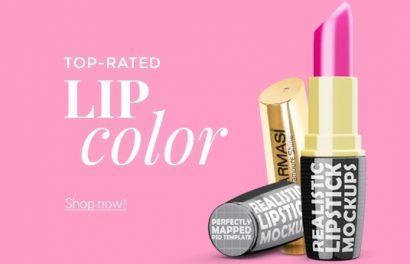 TOP-RATED
LIP
color
Shop now!
FARMASi
REALISTIC
LIPSTICK
MOCKUPS
PERFECTLY
MAPPED
PSD TEMPLATE
REALISTIC
LIPSTICK
MOCKUPS